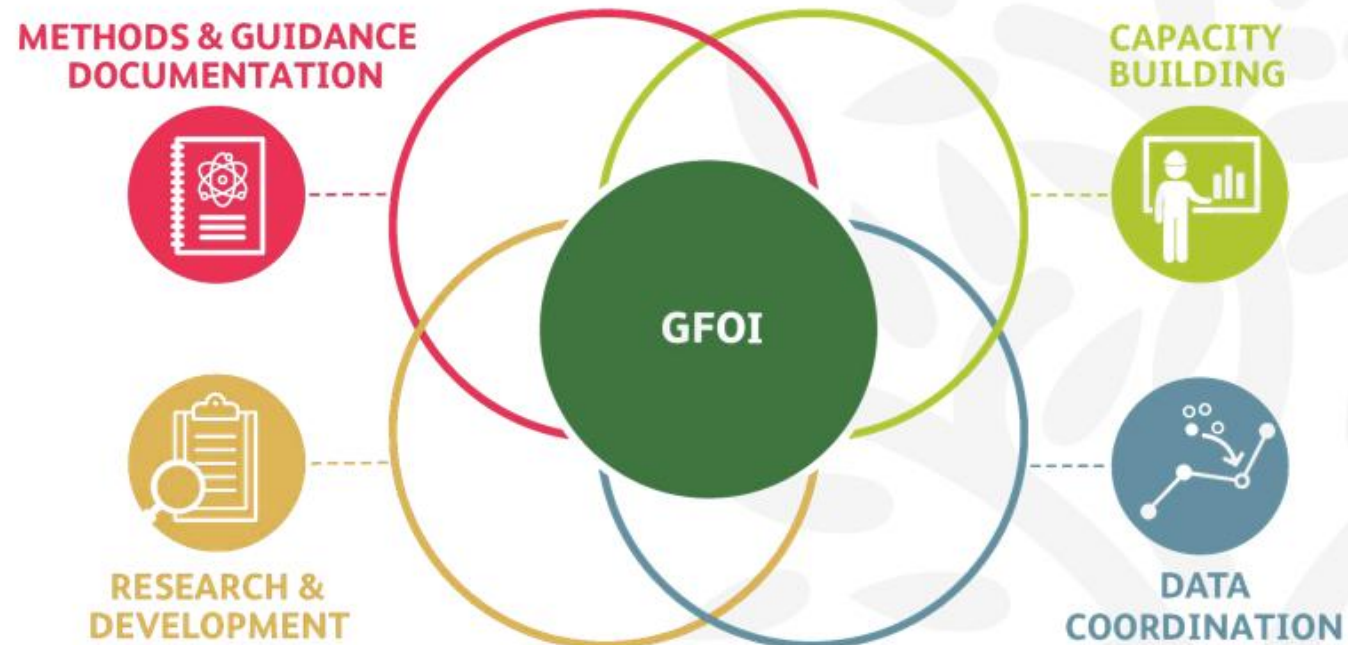 METHODS & GUIDANCE
DOCUMENTATION
CAPACITY
BUILDING
GFOI
RESEARCH &
DEVELOPMENT
DATA
COORDINATION